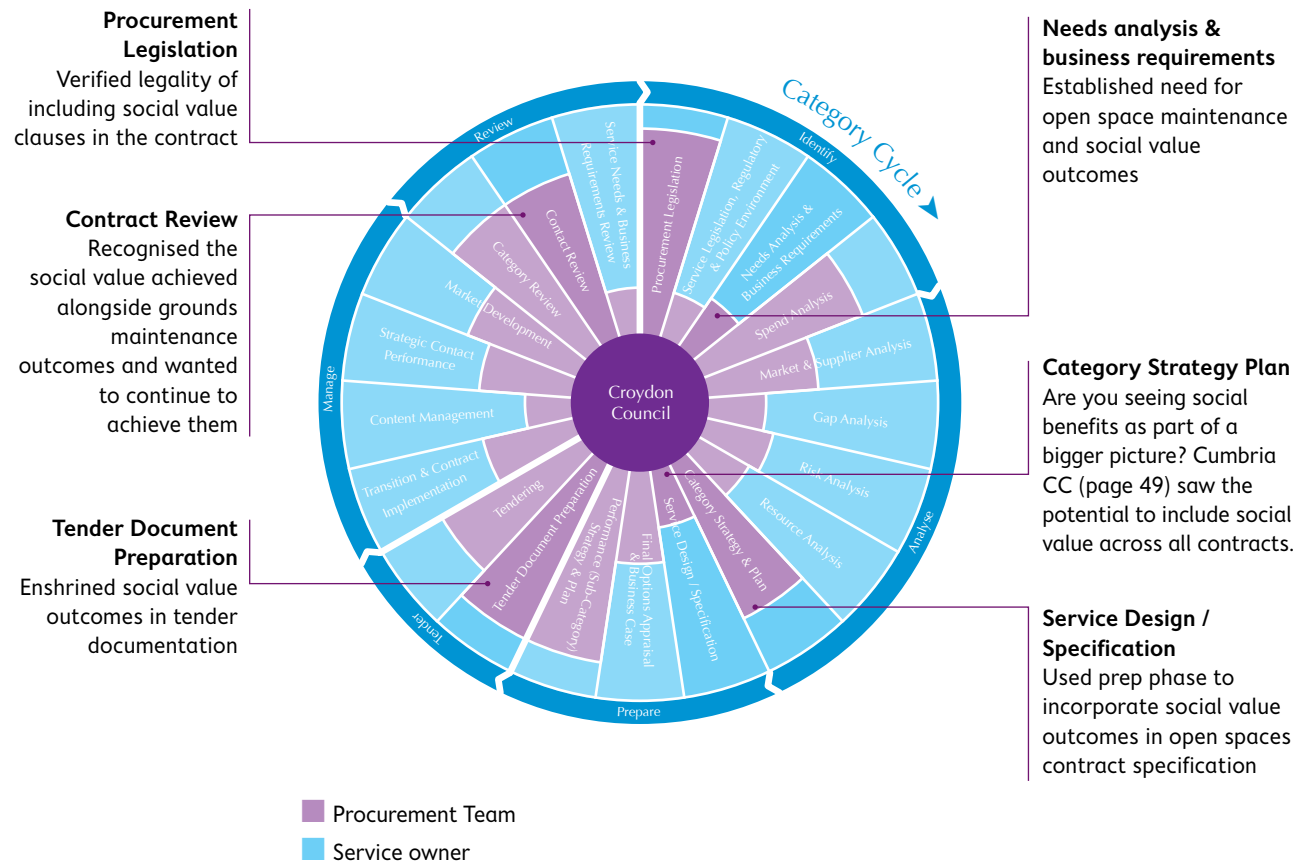 Procurement
Legislation
Verified legality of
including social value
clauses in the contract
Contract Review
Recognised the
social value achieved
alongside grounds
maintenance
outcomes and wanted
to continue to
achieve them
Tender Document
Preparation
Enshrined social value
outcomes in tender
documentation
Category Cycle
Identify
Analyse
Prepare
Tender
Manage
Review
Procurement Legislation
Service Legislation, Regulatory
& Policy Environment
Needs Analysis &
Business Requirements
Spend Analysis
Market & Supplier Analysis
Gap Analysis
Risk Analysis
Resource Analysis
Category Strategy & Plan
Service Design / Specification
Final Options Appraisal
& Business Case
Performance (Sub-Category)
Strategy & Plan
Tender Document Preparation
Tendering
Transition & Contract
Implementation
Content Management
Strategic Contact
Performance
Market Development
Category Review
Contact Review
Service Needs & Business
Requirements Review
Croydon
Council
Needs analysis &
business requirements
Established need for
open space maintenance
and social value
outcomes
Category Strategy Plan
Are you seeing social
benefits as part of a
bigger picture? Cumbria
CC (page 49) saw the
potential to include social
value across all contracts.
Service Design /
Specification
Used prep phase to
incorporate social value
outcomes in open spaces
contract specification
Procurement Team
Service owner